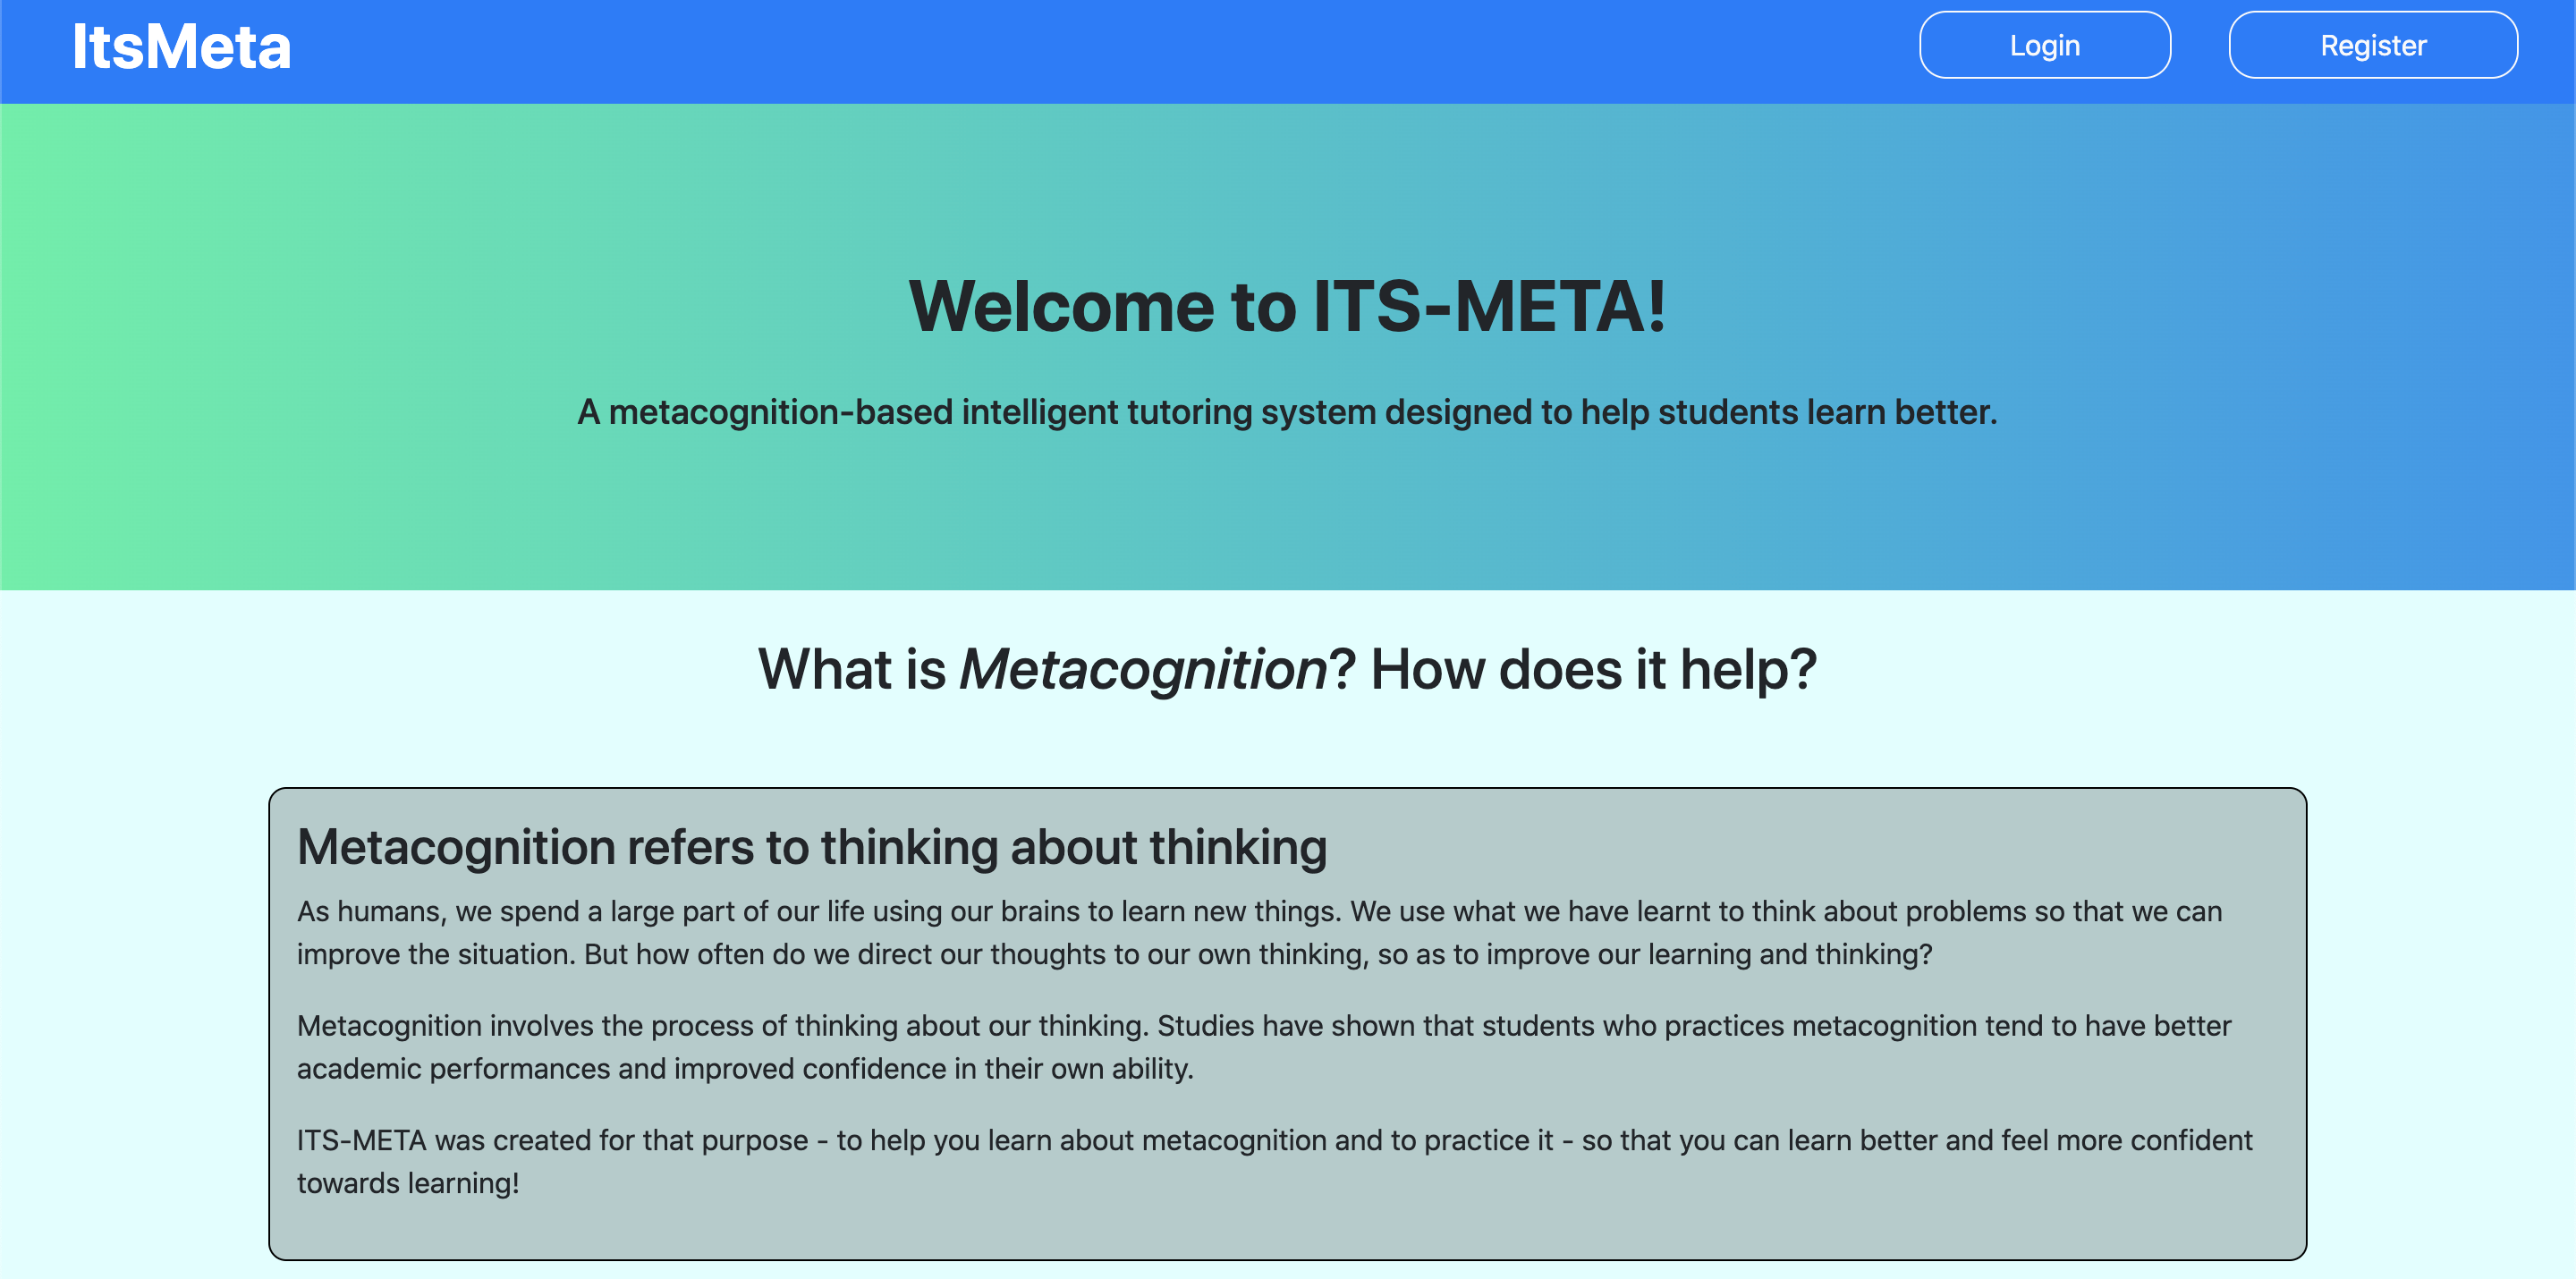 ItsMeta
Login
Register
Welcome to ITS-META!
A metacognition-based intelligent tutoring system designed to help students learn better.
What is Metacognition? How does it help?
Metacognition refers to thinking about thinking
As humans, we spend a large part of our life using our brains to learn new things. We use what we have learnt to think about problems so that we can
improve the situation. But how often do we direct our thoughts to our own thinking, so as to improve our learning and thinking?
Metacognition involves the process of thinking about our thinking. Studies have shown that students who practices metacognition tend to have better
academic performances and improved confidence in their own ability.
ITS-META was created for that purpose - to help you learn about metacognition and to practice it - so that you can learn better and feel more confident
towards learning!